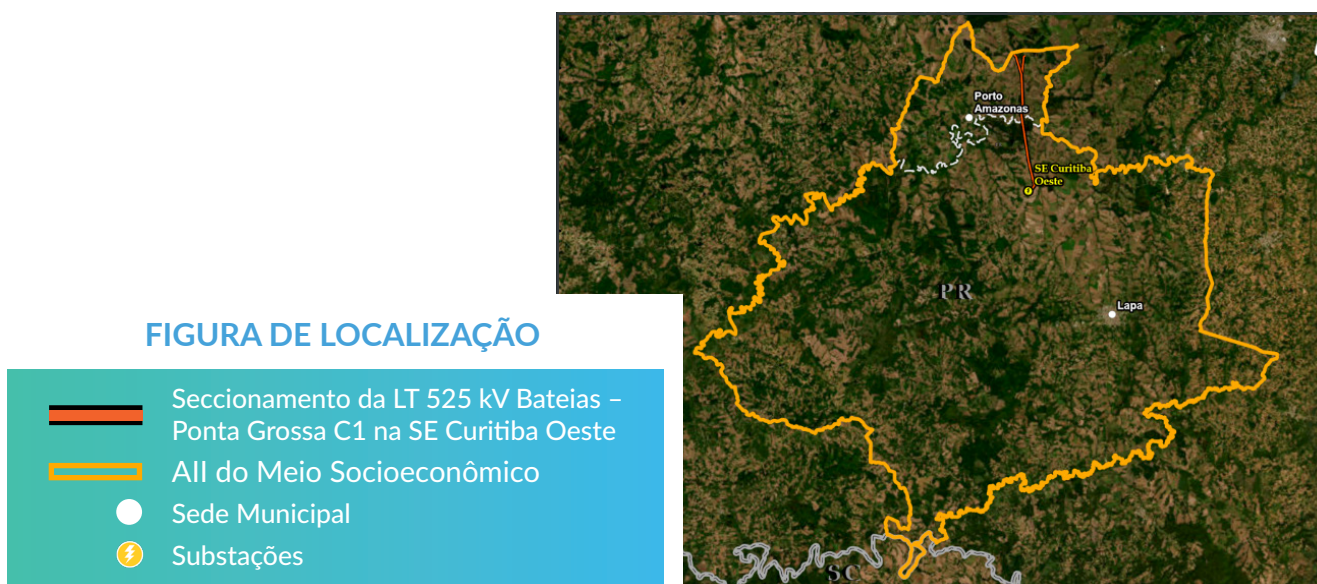 Porto
Amazonas
SE Curitiba
Oeste
PR
Lapa
SC
FIGURA DE LOCALIZAÇÃO
Seccionamento da LT 525 kV Bateias –
Ponta Grossa C1 na SE Curitiba Oeste
AII do Meio Socioeconômico
Sede Municipal
Substações